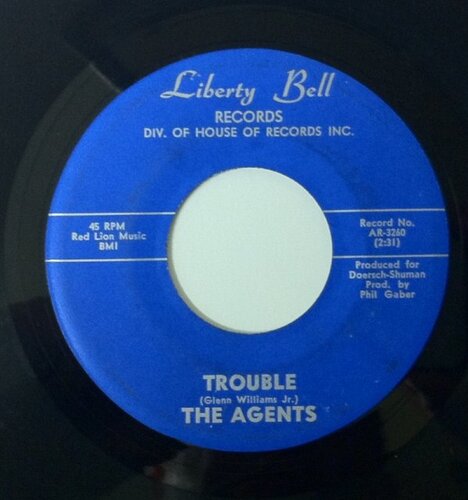 Liberty Bell
RECORDS
DIV. OF HOUSE OF RECORDS INC.
45 RPM
Red Lion Music
BMI
Record No.
AR-3260
(2:31)
Produced for
Doersch-Shuman
Prod. by
Phil Gaber
TROUBLE
(Glenn Williams Jr.)
THE AGENTS